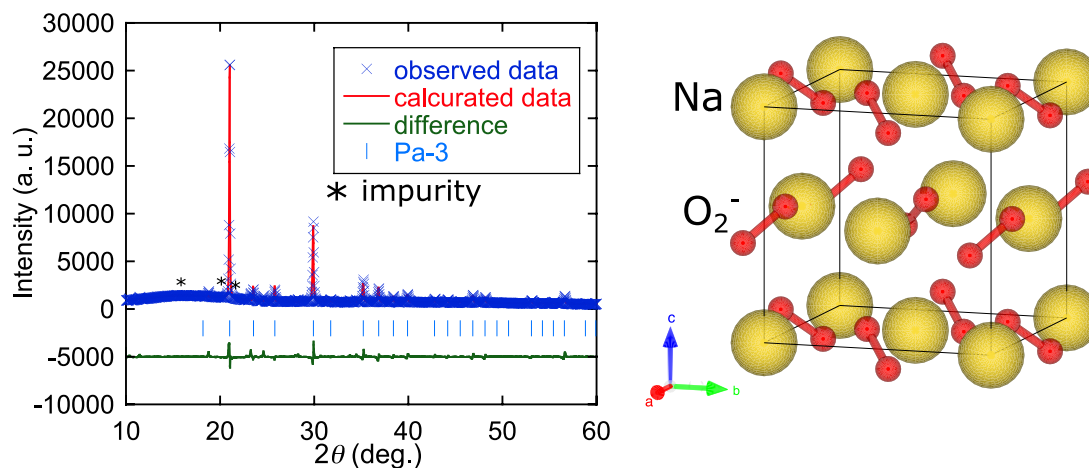 30000
25000
20000
15000
10000
5000
0
-5000
-10000
Intensity (a. u.)
10 20 30 40 50 60
2θ (deg.)
observed data
calcurated data
difference
Pa-3
* impurity
* * *
Na
O₂⁻
c
a
b